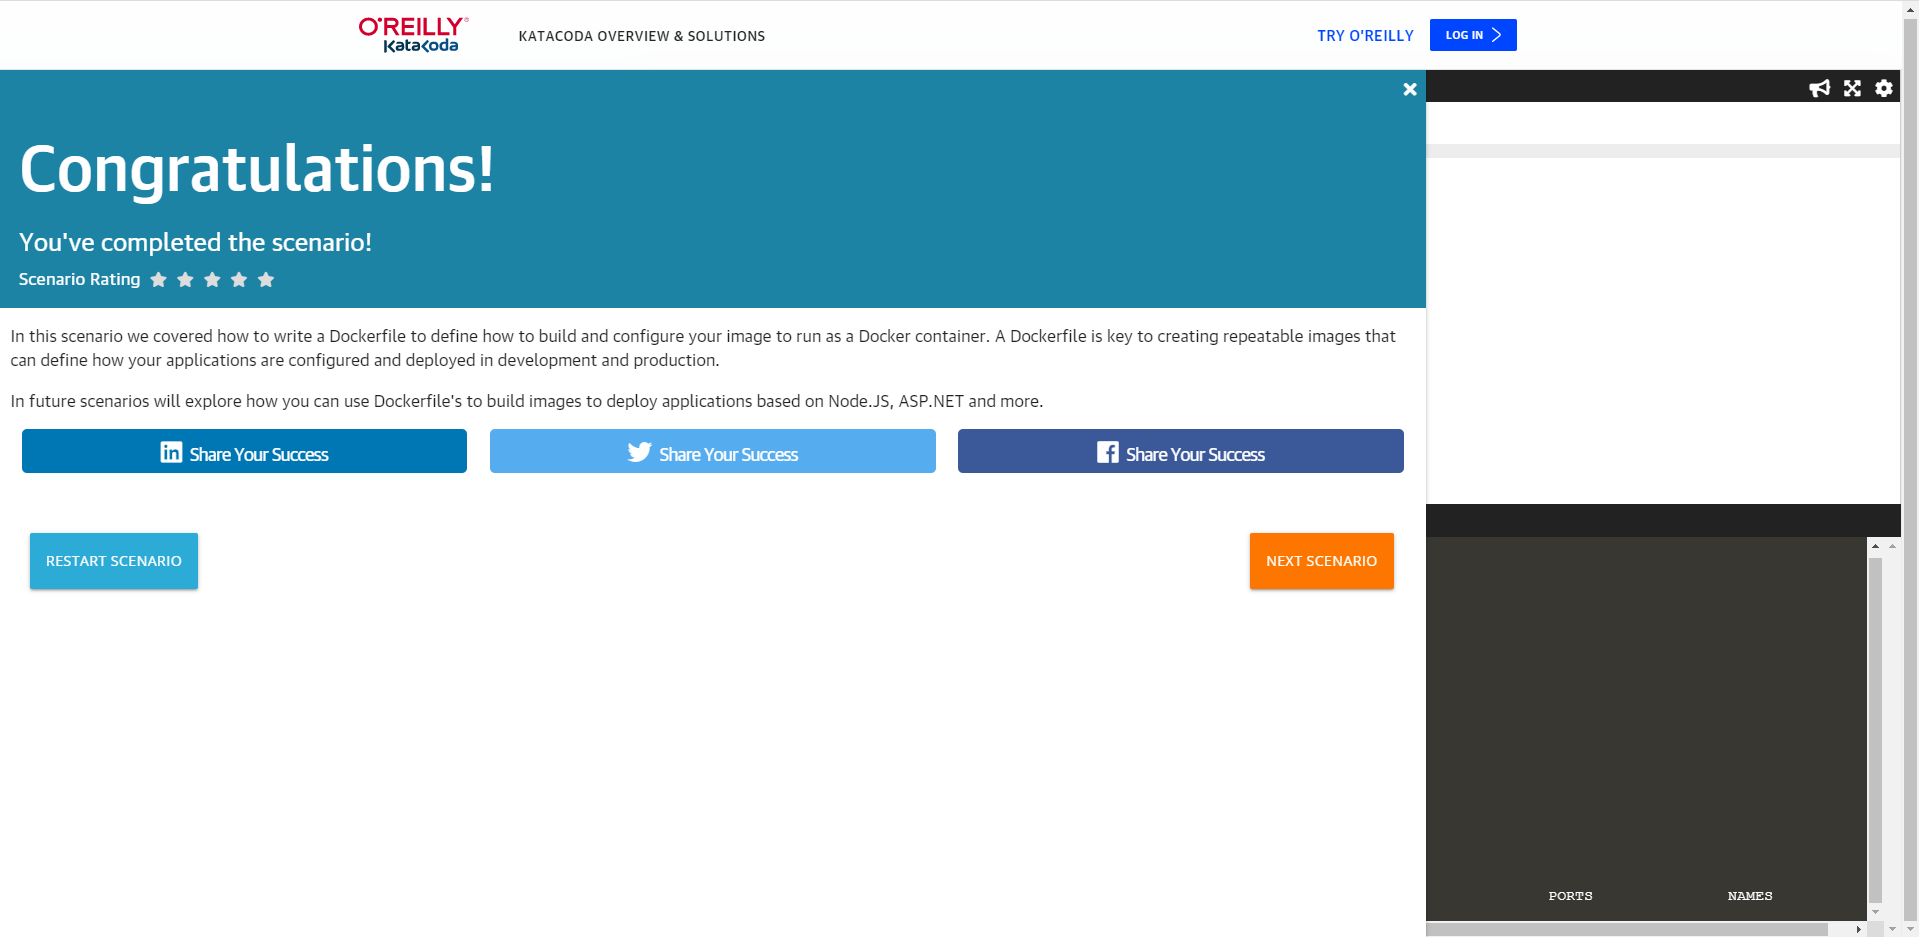 O'REILLY®
KataKoda
KATACODA OVERVIEW & SOLUTIONS
TRY O'REILLY
LOG IN
Congratulations!
You've completed the scenario!
Scenario Rating
In this scenario we covered how to write a Dockerfile to define how to build and configure your image to run as a Docker container. A Dockerfile is key to creating repeatable images that
can define how your applications are configured and deployed in development and production.
In future scenarios will explore how you can use Dockerfile's to build images to deploy applications based on Node.JS, ASP.NET and more.
in Share Your Success
Share Your Success
f Share Your Success
RESTART SCENARIO
NEXT SCENARIO
PORTS NAMES